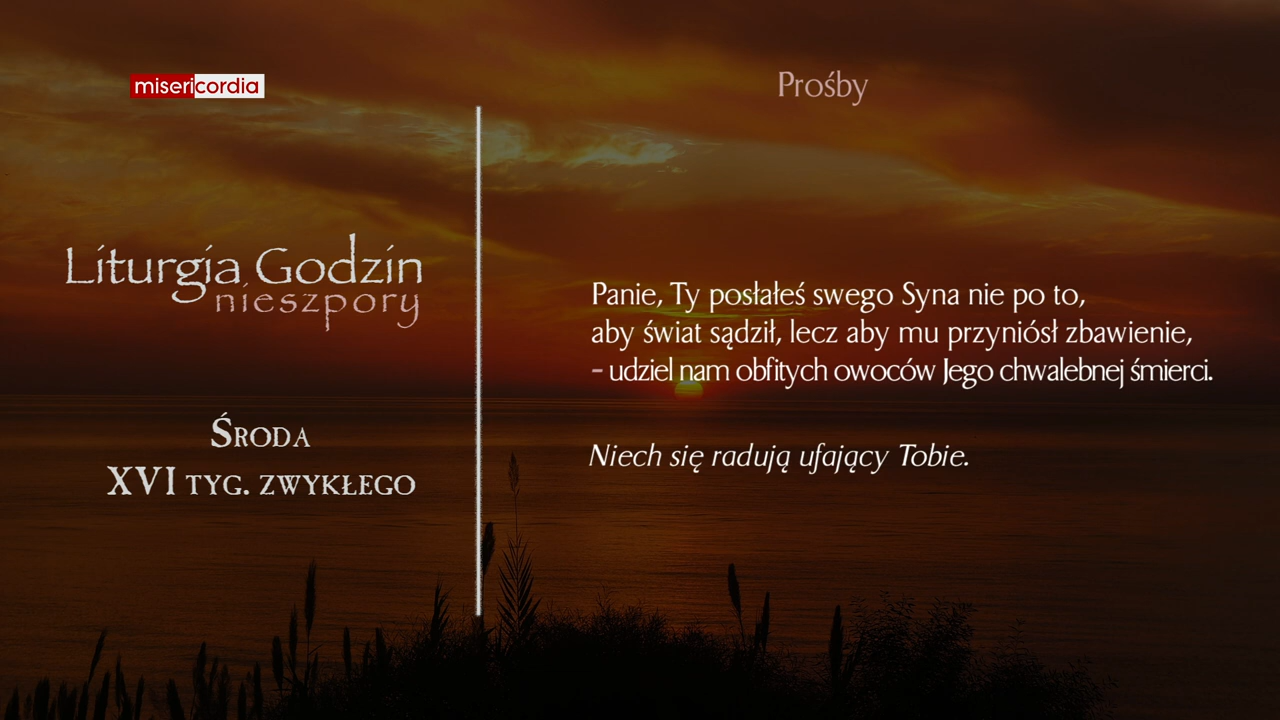 misericordia
Liturgia Godzin
nieszpory
Środa
XVI tyg. zwykłego
Prośby
Panie, Ty posłałeś swego Syna nie po to,
aby świat sądził, lecz aby mu przyniósł zbawienie,
- udziel nam obfitych owoców Jego chwalebnej śmierci.
Niech się radują ufający Tobie.